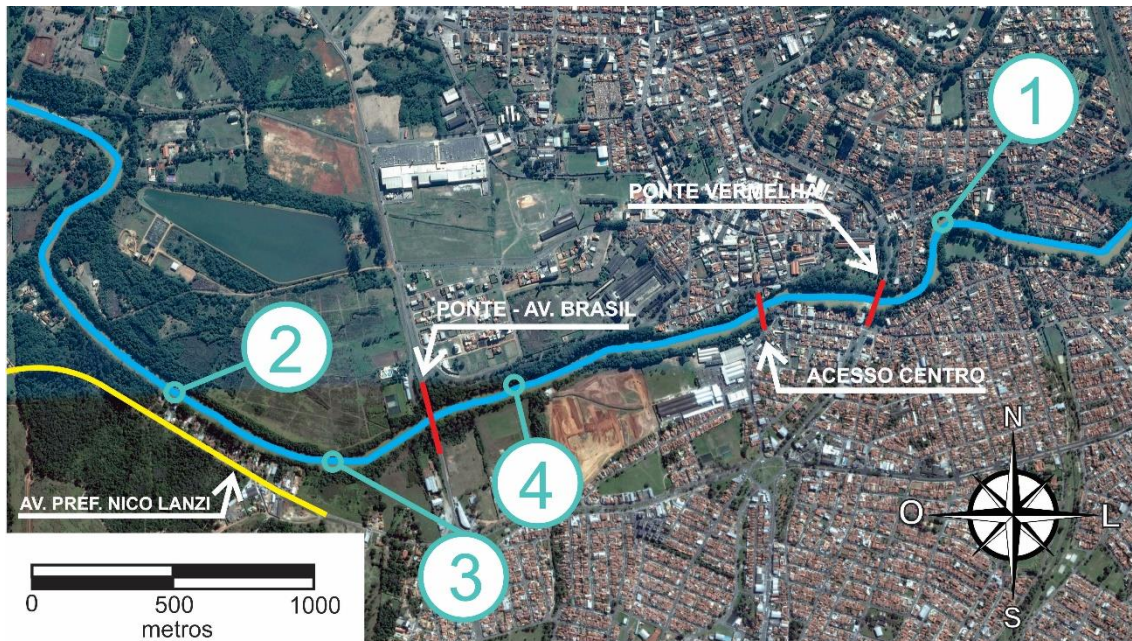 1
PONTE VERMELHA
2
PONTE - AV. BRASIL
ACESSO CENTRO
4
N
AV. PREF. NICO LANZI
O
L
3
S
0
500
1000
metros